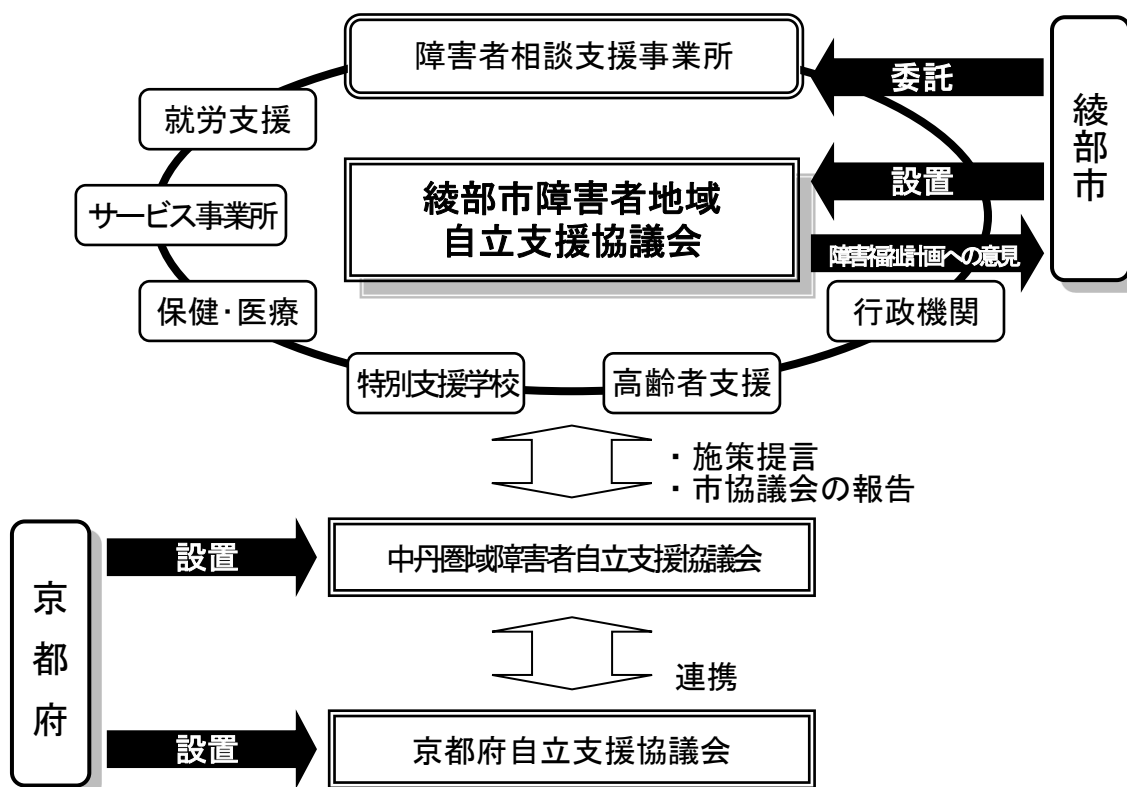 障害者相談支援事業所
委託
綾部市
就労支援
サービス事業所
綾部市障害者地域
自立支援協議会
設置
障害福祉計画への意見
保健・医療
行政機関
特別支援学校
高齢者支援
・施策提言
・市協議会の報告
京都府
設置
中丹圏域障害者自立支援協議会
連携
設置
京都府自立支援協議会